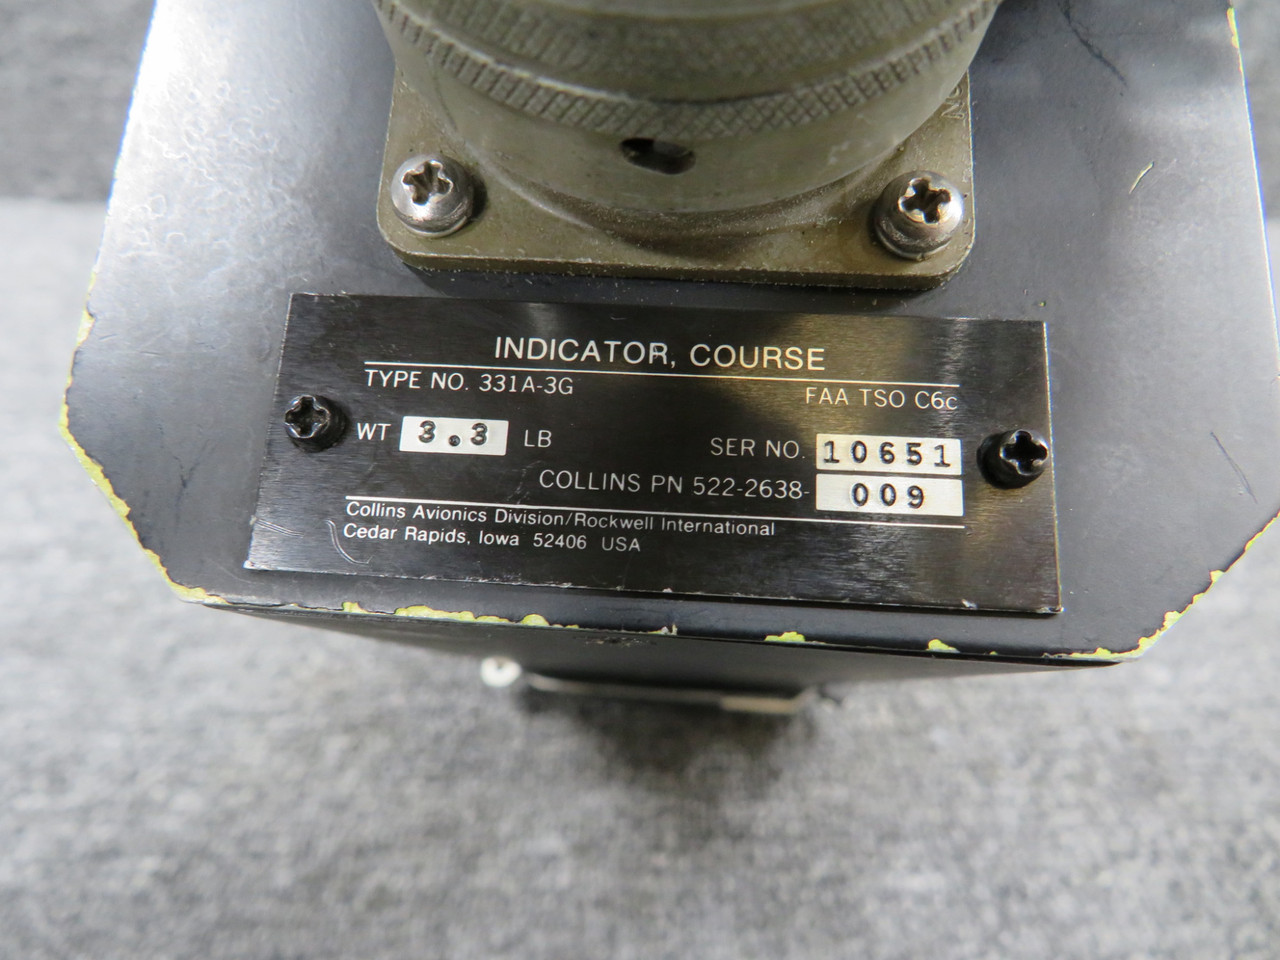 INDICATOR, COURSE
TYPE NO. 331A-3G FAA TSO C6c
WT 3.3 LB SER NO. 10651
COLLINS PN 522-2638- 009
Collins Avionics Division/Rockwell International
Cedar Rapids, Iowa 52406 USA